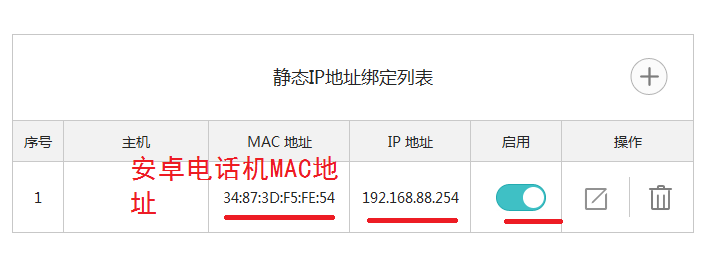 静态IP地址绑定列表
序号 主机 MAC 地址 IP 地址 启用 操作
安卓电话机MAC地
址
1 34:87:3D:F5:FE:54 192.168.88.254